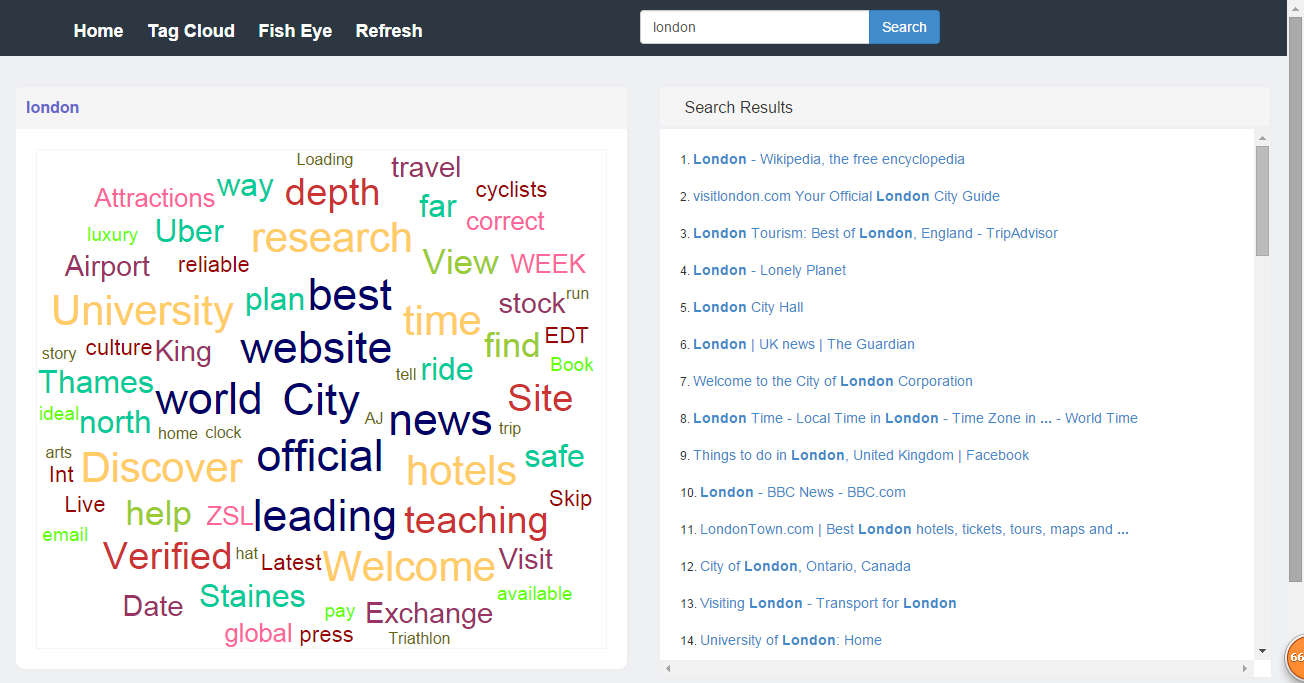 Home Tag Cloud Fish Eye Refresh london Search
london
Loading travel
Attractions way depth cyclists
far correct
luxury Uber research
Airport reliable View WEEK
University plan best stock run
time
story culture King website find EDT
Thames tell ride Book
world City Site
ideal north AJ news
home clock trip
arts Discover official hotels safe
Int
Live help ZSL leading teaching Skip
email
Verified hat Latest Welcome Visit
Date Staines pay Exchange available
global press Triathlon
Search Results
1. London - Wikipedia, the free encyclopedia
2. visitlondon.com Your Official London City Guide
3. London Tourism: Best of London, England - TripAdvisor
4. London - Lonely Planet
5. London City Hall
6. London | UK news | The Guardian
7. Welcome to the City of London Corporation
8. London Time - Local Time in London - Time Zone in ... - World Time
9. Things to do in London, United Kingdom | Facebook
10. London - BBC News - BBC.com
11. LondonTown.com | Best London hotels, tickets, tours, maps and ...
12. City of London, Ontario, Canada
13. Visiting London - Transport for London
14. University of London: Home
66